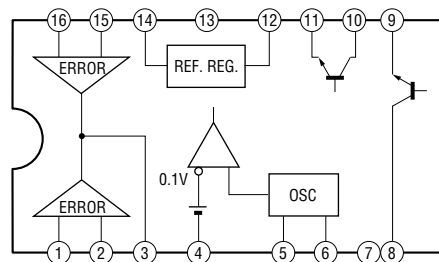 16 15 14 13 12 11 10 9
ERROR
REF. REG.
0.1V
OSC
ERROR
1 2 3 4 5 6 7 8